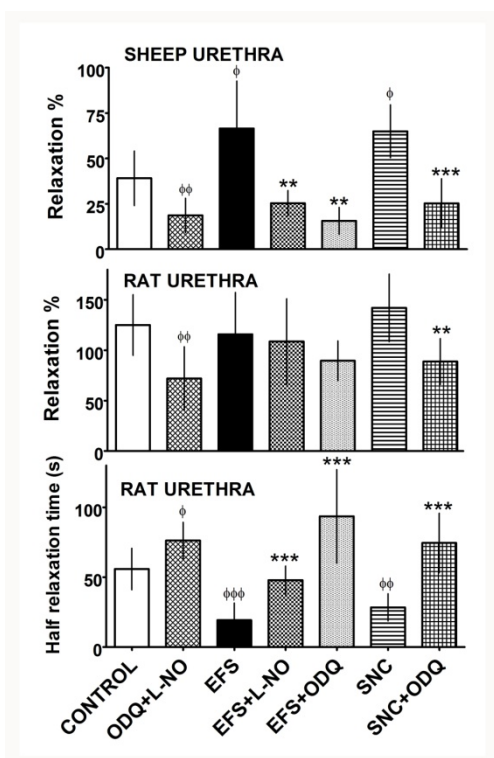 SHEEP URETHRA
Relaxation %
100
75
50
25
0
ϕϕ
ϕ
**
**
ϕ
***
RAT URETHRA
Relaxation %
150
100
50
0
ϕϕ
**
RAT URETHRA
Half relaxation time (s)
100
50
0
ϕ
ϕϕϕ
***
***
ϕϕ
***
CONTROL
ODQ+L-NO
EFS
EFS+L-NO
EFS+ODQ
SNC
SNC+ODQ